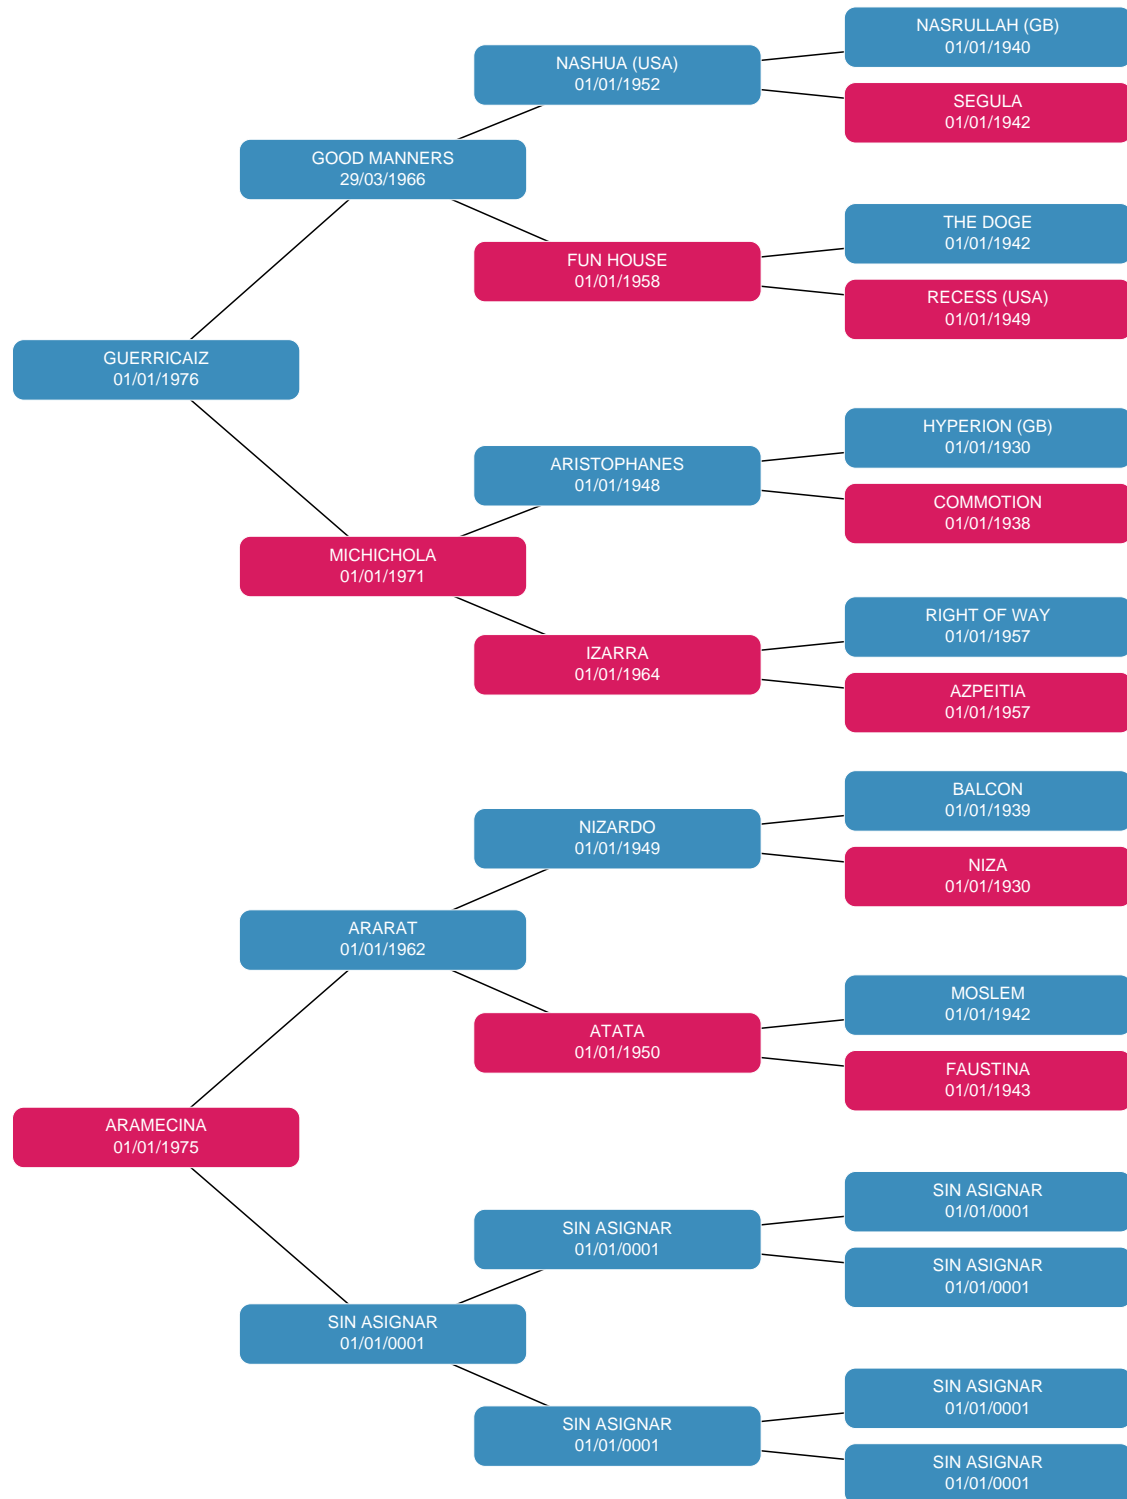 NASRULLAH (GB)
01/01/1940
NASHUA (USA)
01/01/1952
SEGULA
01/01/1942
GOOD MANNERS
29/03/1966
THE DOGE
01/01/1942
FUN HOUSE
01/01/1958
RECESS (USA)
01/01/1949
GUERRICAIZ
01/01/1976
HYPERION (GB)
01/01/1930
ARISTOPHANES
01/01/1948
COMMOTION
01/01/1938
MICHICHOLA
01/01/1971
RIGHT OF WAY
01/01/1957
IZARRA
01/01/1964
AZPEITIA
01/01/1957
BALCON
01/01/1939
NIZARDO
01/01/1949
NIZA
01/01/1930
ARARAT
01/01/1962
MOSLEM
01/01/1942
ATATA
01/01/1950
FAUSTINA
01/01/1943
ARAMECINA
01/01/1975
SIN ASIGNAR
01/01/0001
SIN ASIGNAR
01/01/0001
SIN ASIGNAR
01/01/0001
SIN ASIGNAR
01/01/0001
SIN ASIGNAR
01/01/0001
SIN ASIGNAR
01/01/0001
SIN ASIGNAR
01/01/0001